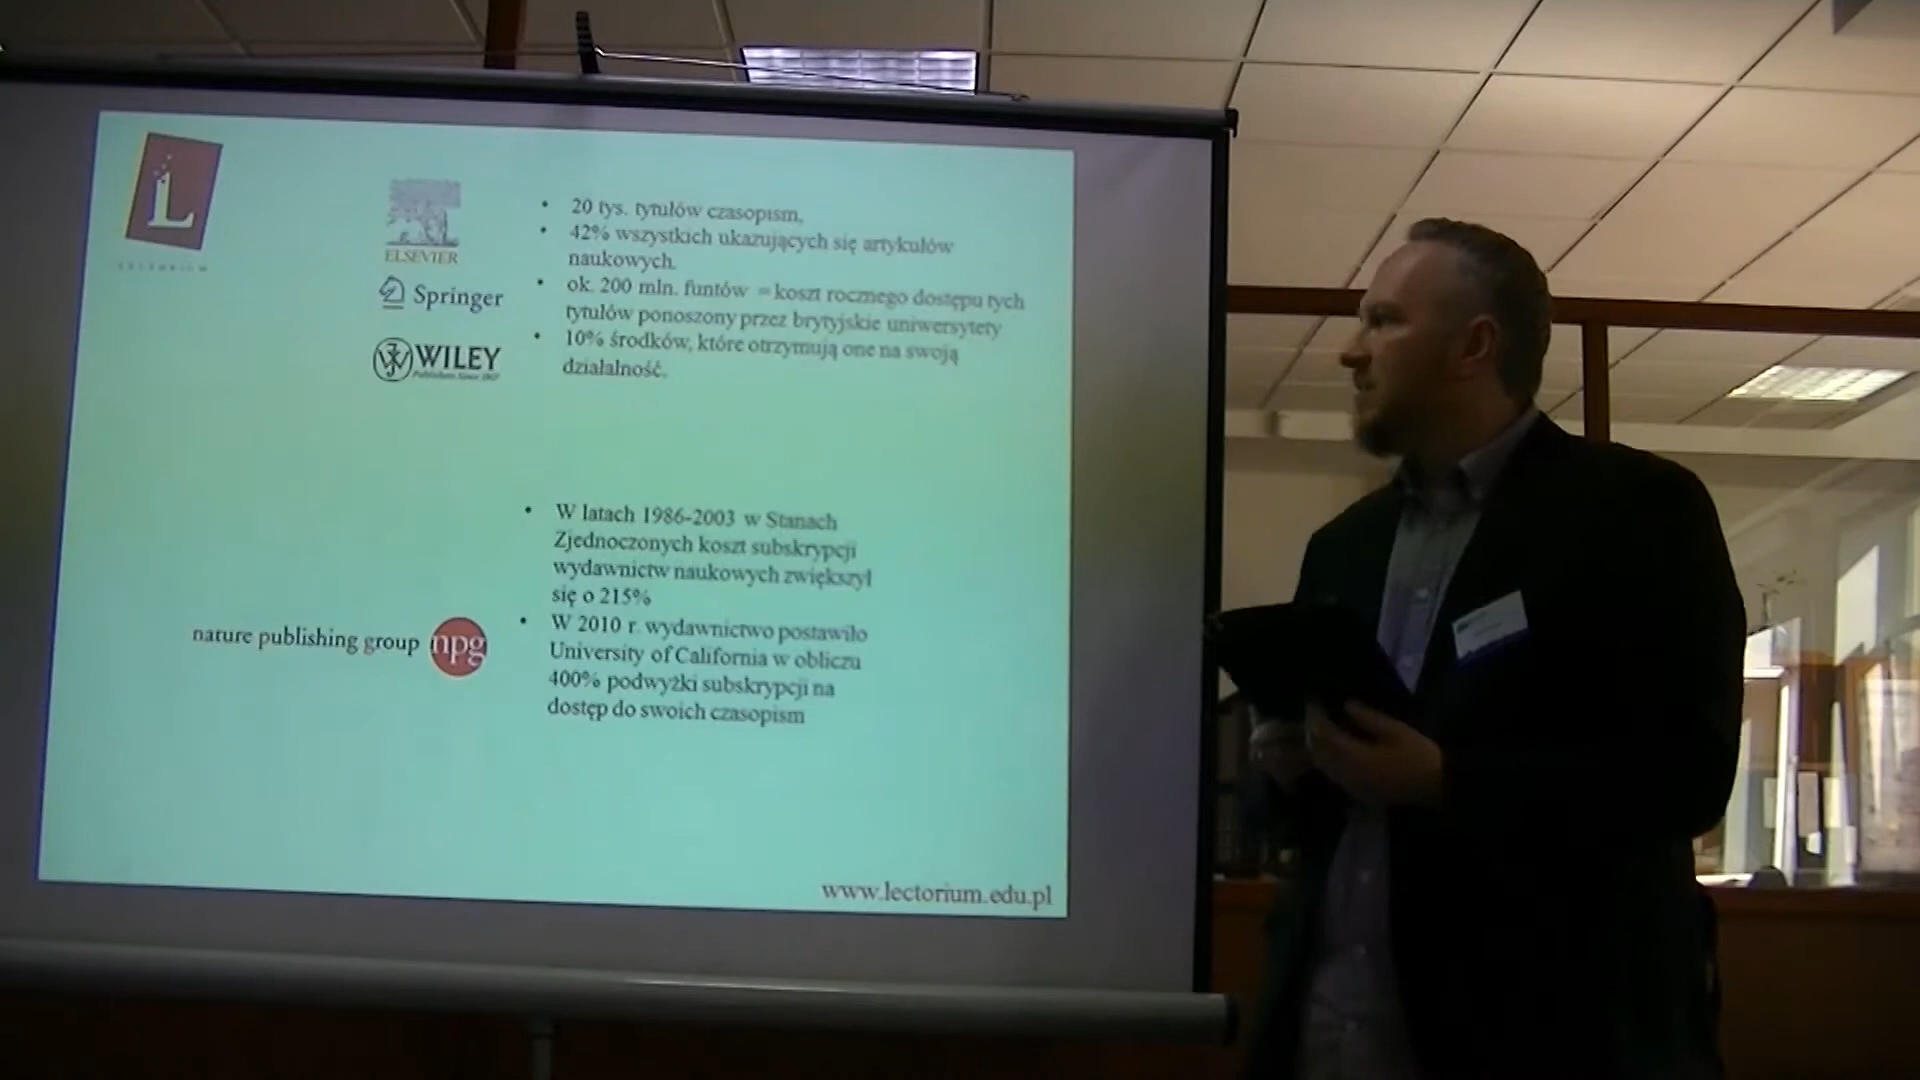 L
LECTORIUM
ELSEVIER
Springer
WILEY
Publishers Since 1807
• 20 tys. tytułów czasopism,
• 42% wszystkich ukazujących się artykułów
naukowych.
• ok. 200 mln. funtów = koszt rocznego dostępu tych
tytułów ponoszony przez brytyjskie uniwersytety
• 10% środków, które otrzymują one na swoją
działalność.
nature publishing group npg
• W latach 1986-2003 w Stanach
Zjednoczonych koszt subskrypcji
wydawnictw naukowych zwiększył
się o 215%
• W 2010 r. wydawnictwo postawiło
University of California w obliczu
400% podwyżki subskrypcji na
dostęp do swoich czasopism
www.lectorium.edu.pl